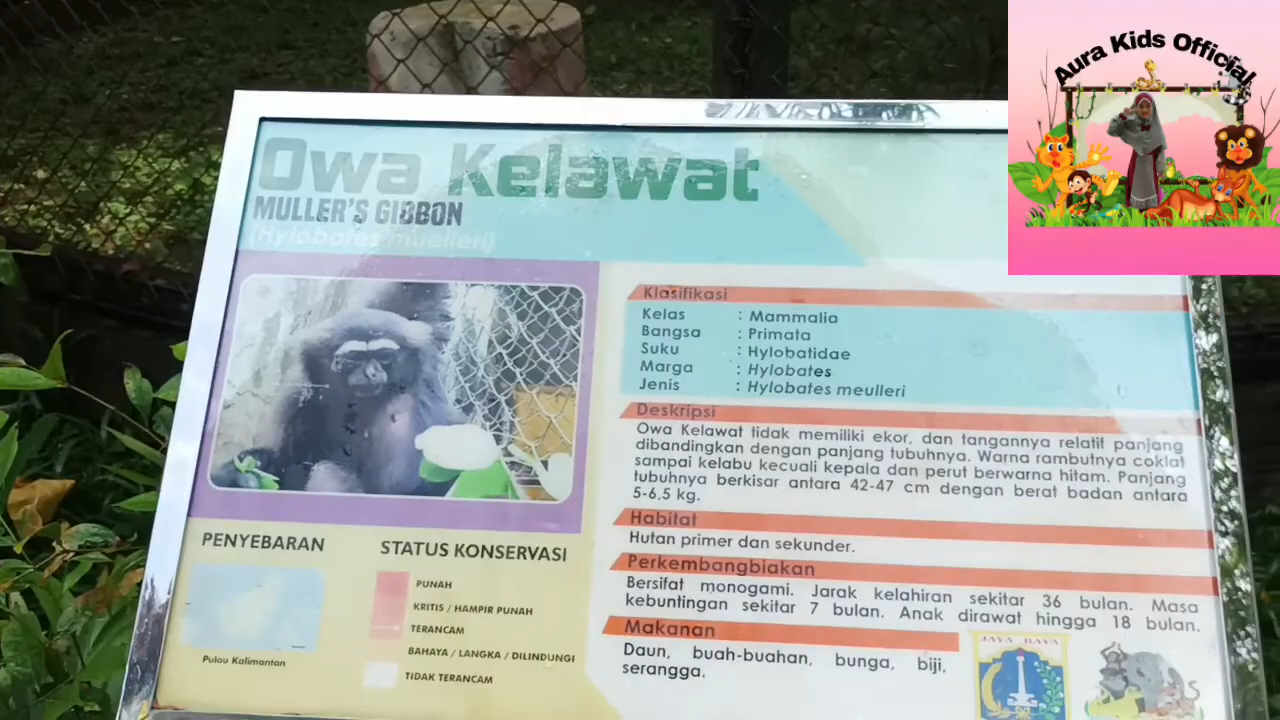 Aura Kids Official
Owa Kelawat
MULLER'S GIBBON
(Hylobates muelleri)
Klasifikasi
Kelas : Mammalia
Bangsa : Primata
Suku : Hylobatidae
Marga : Hylobates
Jenis : Hylobates meulleri
Deskripsi
Owa Kelawat tidak memiliki ekor, dan tangannya relatif panjang
dibandingkan dengan panjang tubuhnya. Warna rambutnya coklat
sampai kelabu kecuali kepala dan perut berwarna hitam. Panjang
tubuhnya berkisar antara 42-47 cm dengan berat badan antara
5-6,5 kg.
Habitat
Hutan primer dan sekunder.
Perkembangbiakan
Bersifat monogami. Jarak kelahiran sekitar 36 bulan. Masa
kebuntingan sekitar 7 bulan. Anak dirawat hingga 18 bulan.
Makanan
Daun, buah-buahan, bunga, biji,
serangga.
PENYEBARAN
Pulau Kalimantan
STATUS KONSERVASI
PUNAH
KRITIS / HAMPIR PUNAH
TERANCAM
BAHAYA / LANGKA / DILINDUNGI
TIDAK TERANCAM
JAYA RAYA